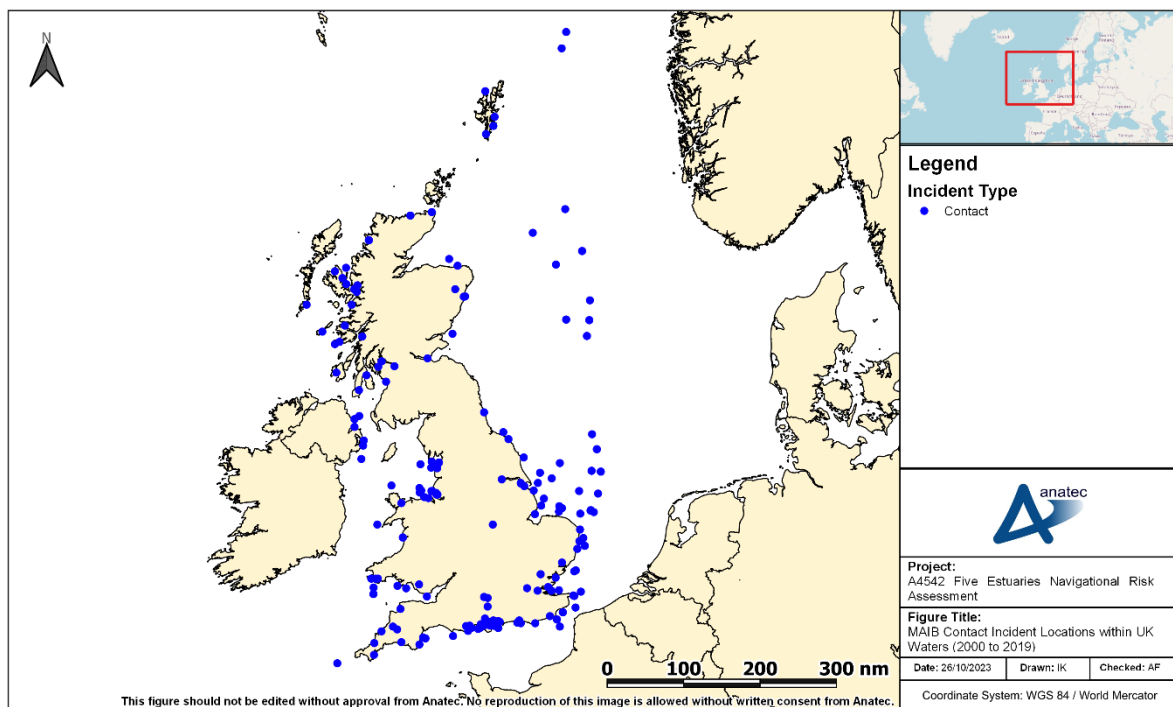 N
Legend
Incident Type
Contact
anatec
Project:
A4542 Five Estuaries Navigational Risk
Assessment
Figure Title:
MAIB Contact Incident Locations within UK
Waters (2000 to 2019)
Date: 26/10/2023
Drawn: IK
Checked: AF
Coordinate System: WGS 84 / World Mercator
0 100 200 300 nm
This figure should not be edited without approval from Anatec. No reproduction of this image is allowed without written consent from Anatec.